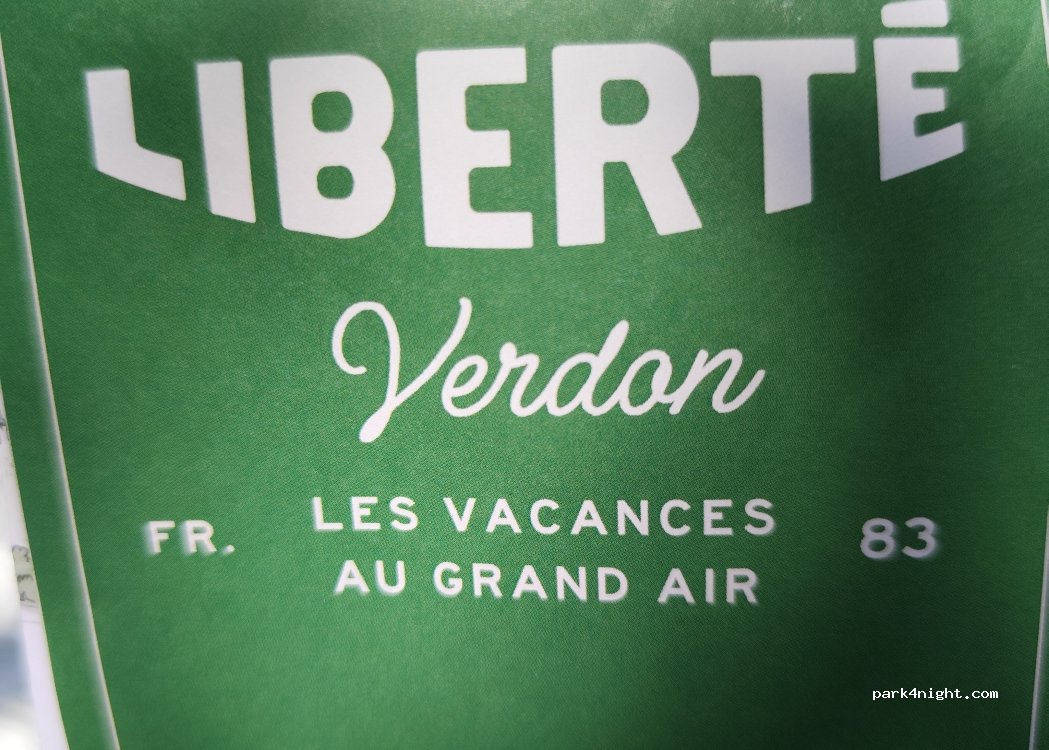 LIBERTÉ
Verdon
FR. LES VACANCES 83
AU GRAND AIR
park4night.com